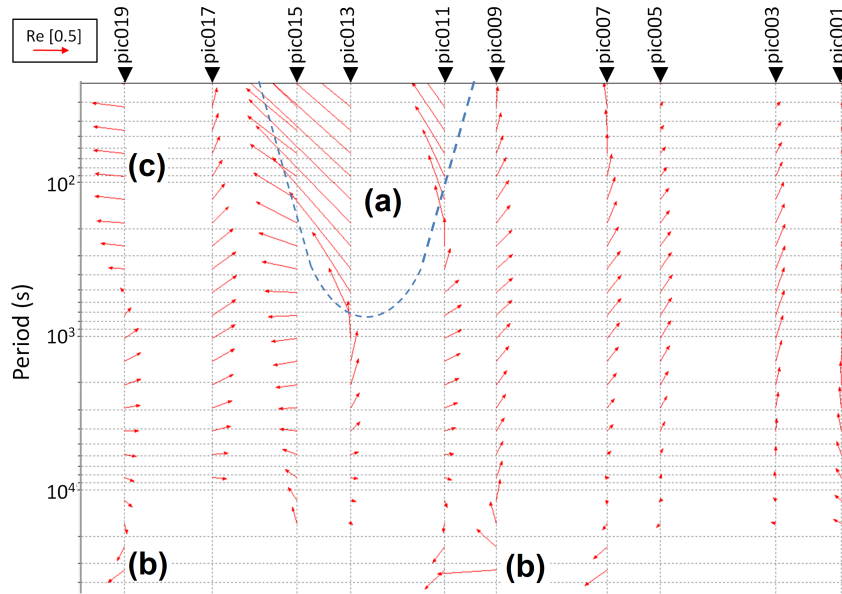 Re [0.5]
pic019
pic017
pic015
pic013
pic011
pic009
pic007
pic005
pic003
pic001
(c)
(a)
10²
10³
10⁴
Period (s)
(b)
(b)